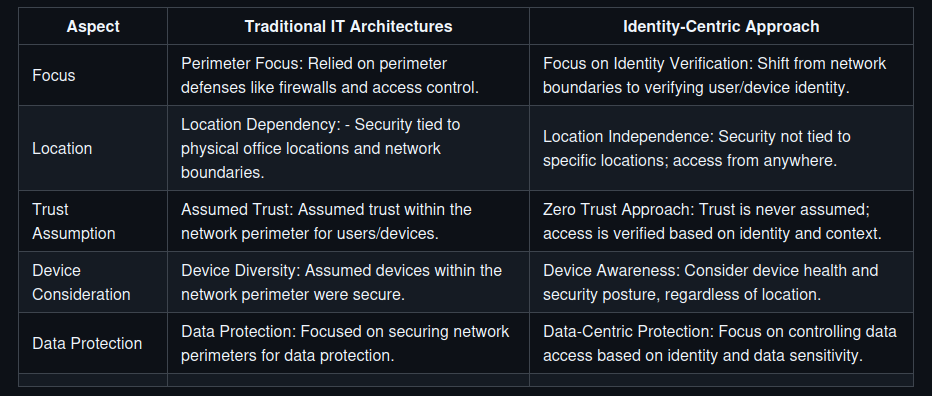 Aspect
Traditional IT Architectures
Identity-Centric Approach
Focus
Perimeter Focus: Relied on perimeter
defenses like firewalls and access control.
Focus on Identity Verification: Shift from network
boundaries to verifying user/device identity.
Location
Location Dependency: - Security tied to
physical office locations and network
boundaries.
Location Independence: Security not tied to
specific locations; access from anywhere.
Trust
Assumption
Assumed Trust: Assumed trust within the
network perimeter for users/devices.
Zero Trust Approach: Trust is never assumed;
access is verified based on identity and context.
Device
Consideration
Device Diversity: Assumed devices within the
network perimeter were secure.
Device Awareness: Consider device health and
security posture, regardless of location.
Data Protection
Data Protection: Focused on securing network
perimeters for data protection.
Data-Centric Protection: Focus on controlling data
access based on identity and data sensitivity.